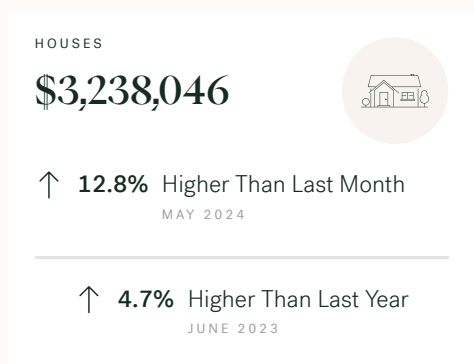 HOUSES
$3,238,046
↑ 12.8% Higher Than Last Month
MAY 2024
↑ 4.7% Higher Than Last Year
JUNE 2023